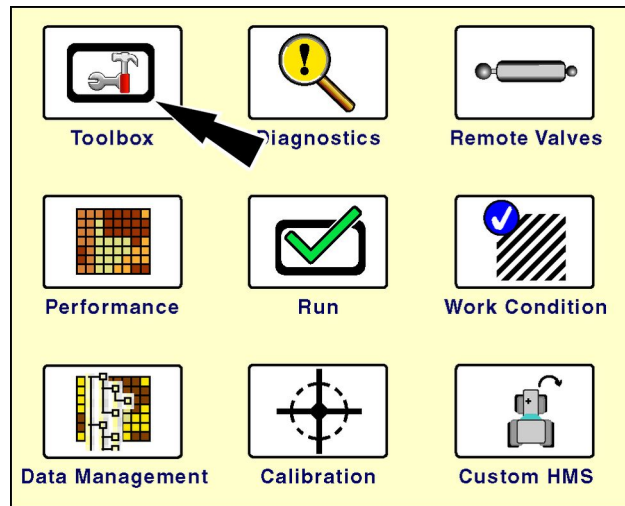 Toolbox
Diagnostics
Remote Valves
Performance
Run
Work Condition
Data Management
Calibration
Custom HMS